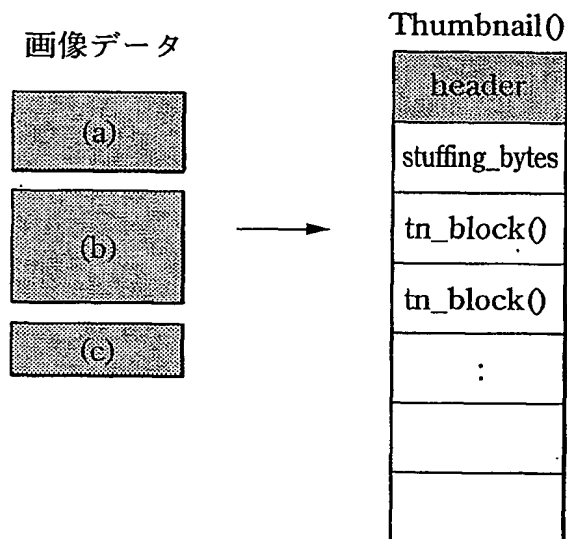 画像データ
(a)
(b)
(c)
Thumbnail()
header
stuffing_bytes
tn_block()
tn_block()
: